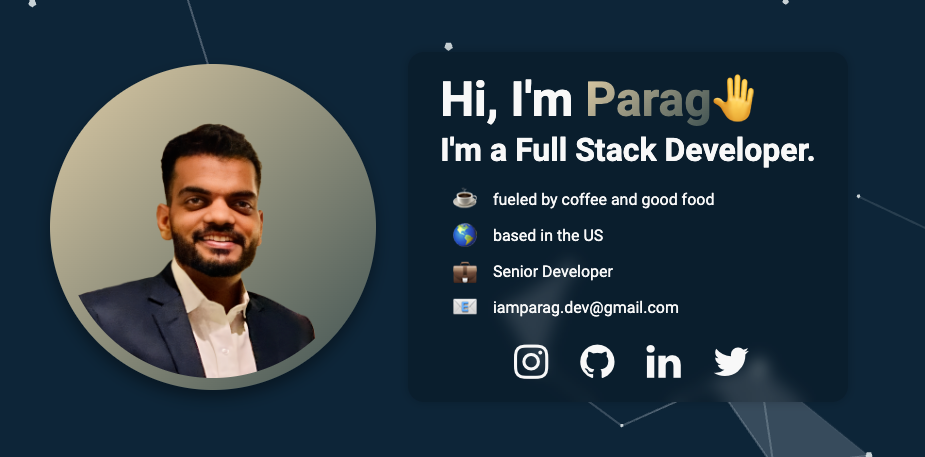 Hi, I'm Parag👋
I'm a Full Stack Developer.
fueled by coffee and good food
based in the US
Senior Developer
iamparag.dev@gmail.com